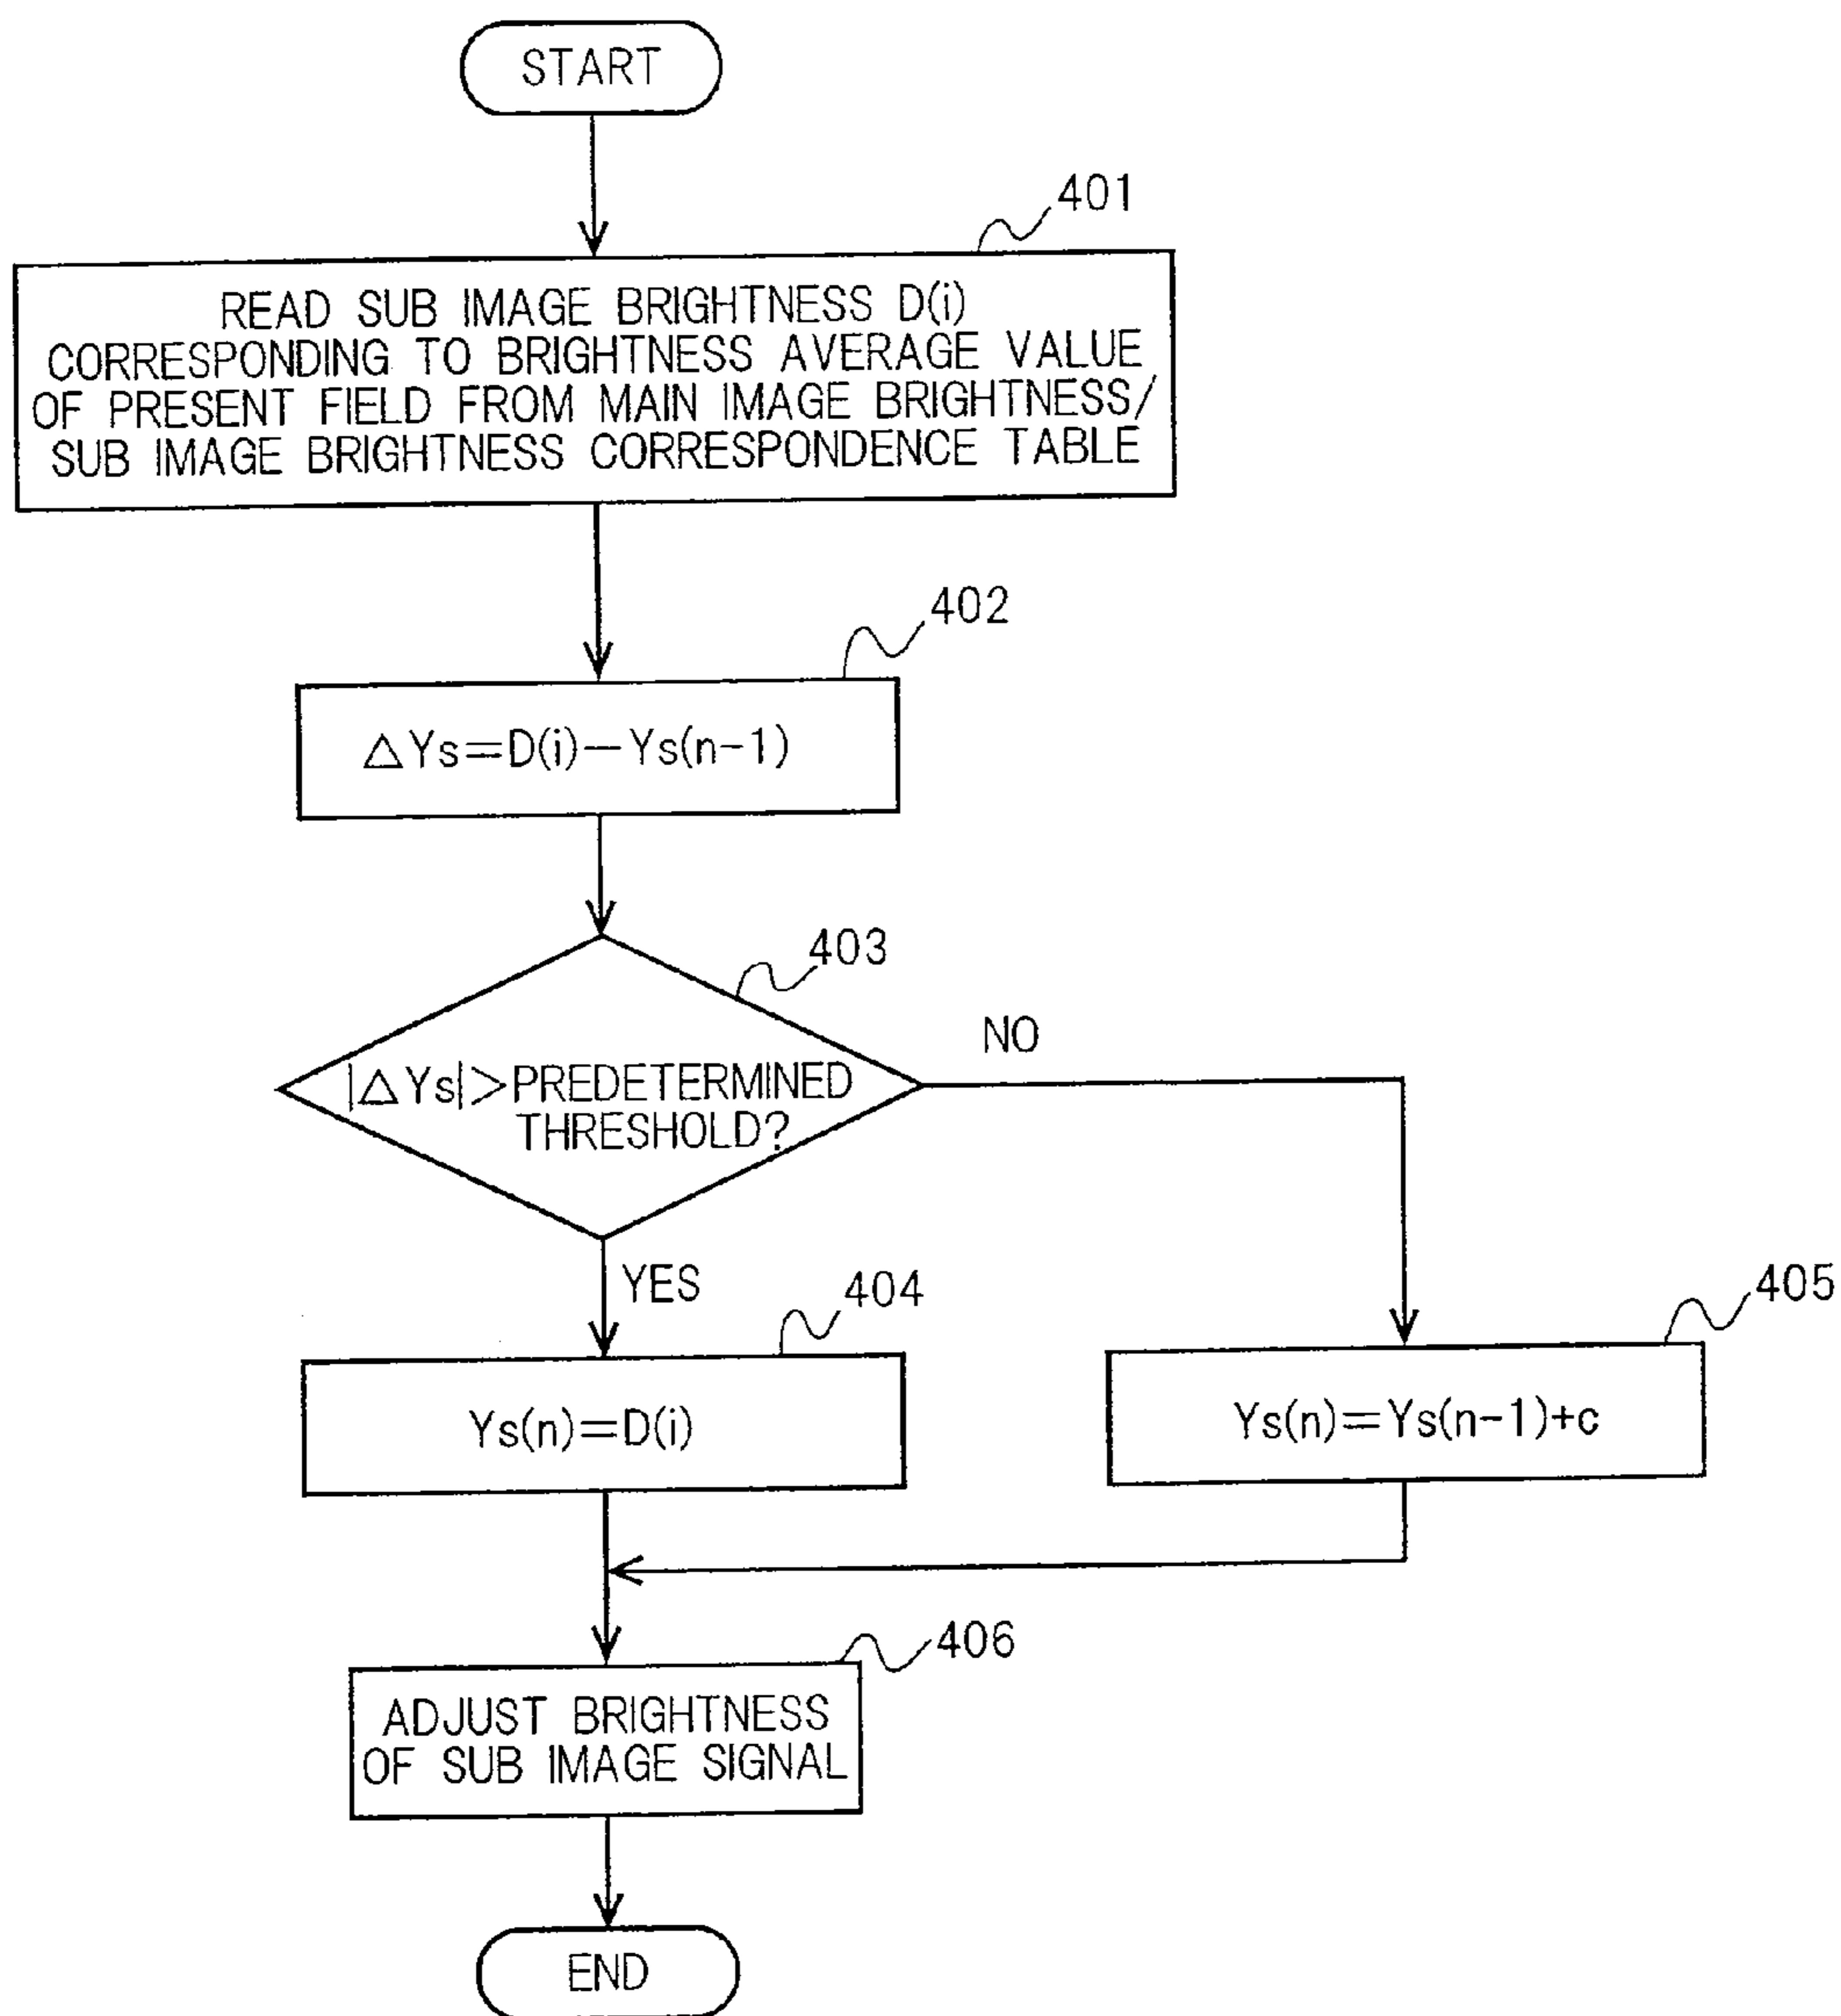 START
401
READ SUB IMAGE BRIGHTNESS D(i)
CORRESPONDING TO BRIGHTNESS AVERAGE VALUE
OF PRESENT FIELD FROM MAIN IMAGE BRIGHTNESS/
SUB IMAGE BRIGHTNESS CORRESPONDENCE TABLE
402
△Ys=D(i)-Ys(n-1)
403
|△Ys|>PREDETERMINED
THRESHOLD?
NO
YES
404
Ys(n)=D(i)
405
Ys(n)=Ys(n-1)+c
406
ADJUST BRIGHTNESS
OF SUB IMAGE SIGNAL
END